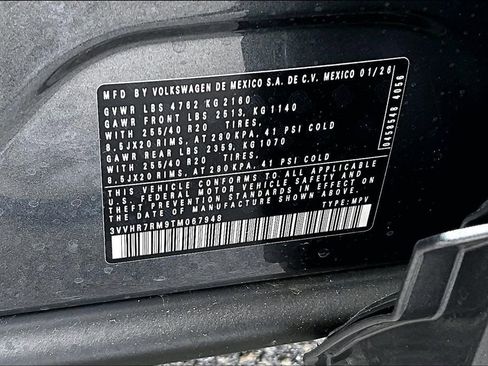 MFD BY VOLKSWAGEN DE MEXICO S.A. DE C.V. MEXICO 01/26
GVWR LBS 4762 KG 2160
GAWR FRONT LBS 2513, KG 1140
WITH 255/40 R20 TIRES,
8.5JX20 RIMS, AT 280 KPA, 41 PSI COLD
GAWR REAR LBS 2359, KG 1070
WITH 255/40 R20 TIRES,
8.5JX20 RIMS, AT 280 KPA, 41 PSI COLD
THIS VEHICLE CONFORMS TO ALL APPLICABLE
U.S. FEDERAL MOTOR VEHICLE SAFETY AND
THEFT PREVENTION STANDARDS IN EFFECT ON
THE DATE OF MANUFACTURE SHOWN ABOVE.
3VVHR7RM9TM067948
TYPE: MPV